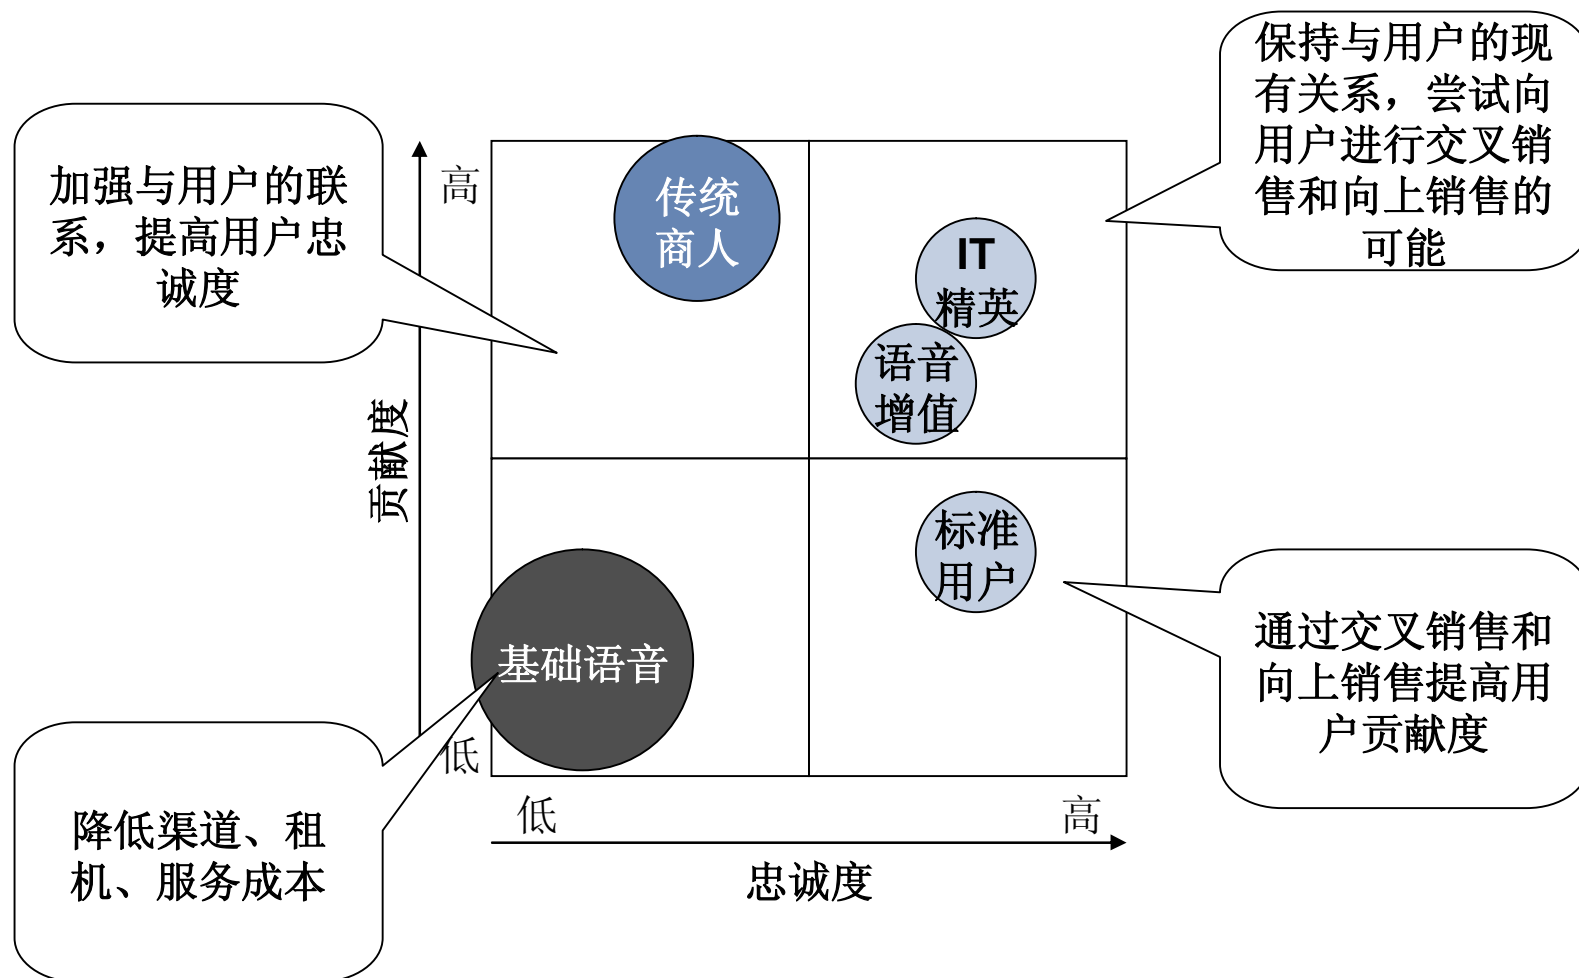 保持与用户的现
有关系，尝试向
用户进行交叉销
售和向上销售的
可能
加强与用户的联
系，提高用户忠
诚度
高
传统
商人
IT
精英
语音
增值
贡献度
标准
用户
基础语音
通过交叉销售和
向上销售提高用
户贡献度
低
低
高
忠诚度
降低渠道、租
机、服务成本